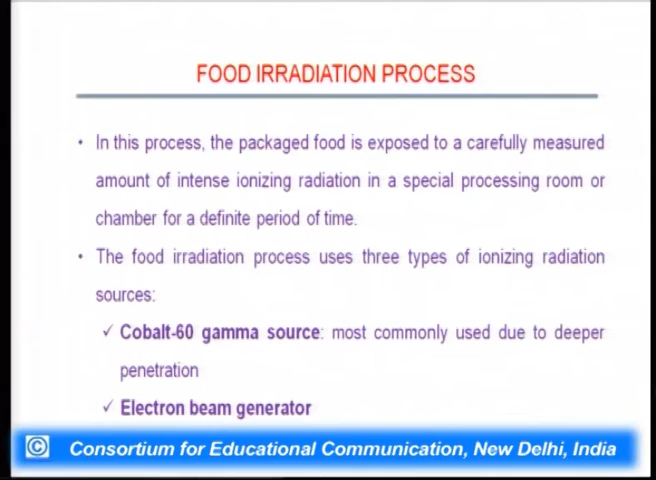 FOOD IRRADIATION PROCESS
• In this process, the packaged food is exposed to a carefully measured
amount of intense ionizing radiation in a special processing room or
chamber for a definite period of time.
• The food irradiation process uses three types of ionizing radiation
sources:
✓ Cobalt-60 gamma source: most commonly used due to deeper
penetration
✓ Electron beam generator
© Consortium for Educational Communication, New Delhi, India